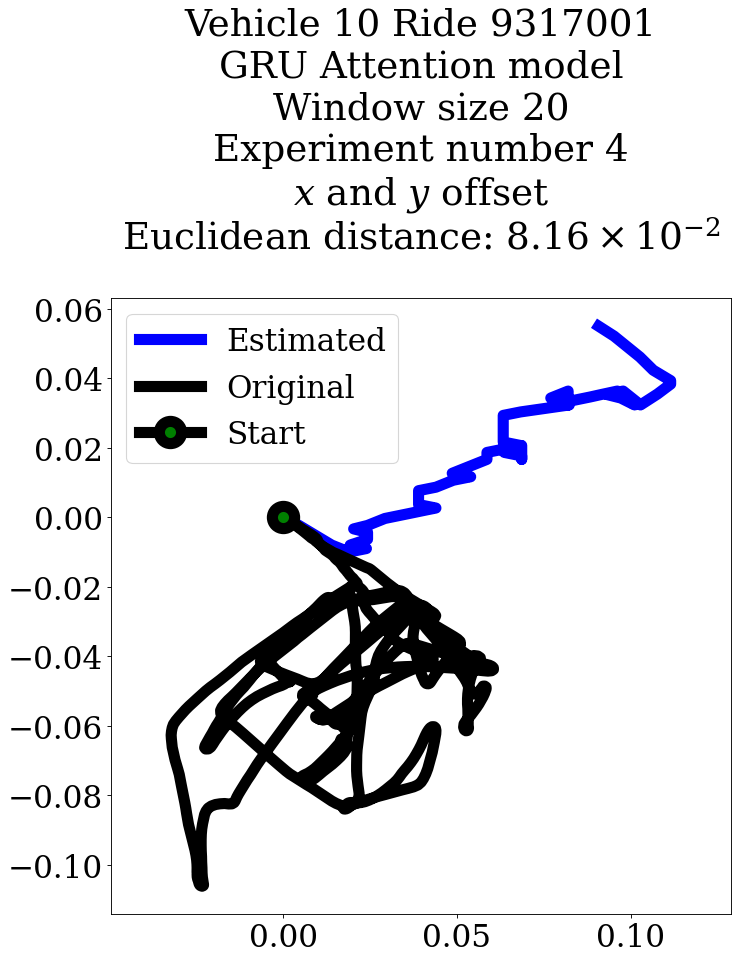 Vehicle 10 Ride 9317001
GRU Attention model
Window size 20
Experiment number 4
x and y offset
Euclidean distance: 8.16 × 10⁻²
0.06
0.04
0.02
0.00
−0.02
−0.04
−0.06
−0.08
−0.10
Estimated
Original
Start
0.00 0.05 0.10